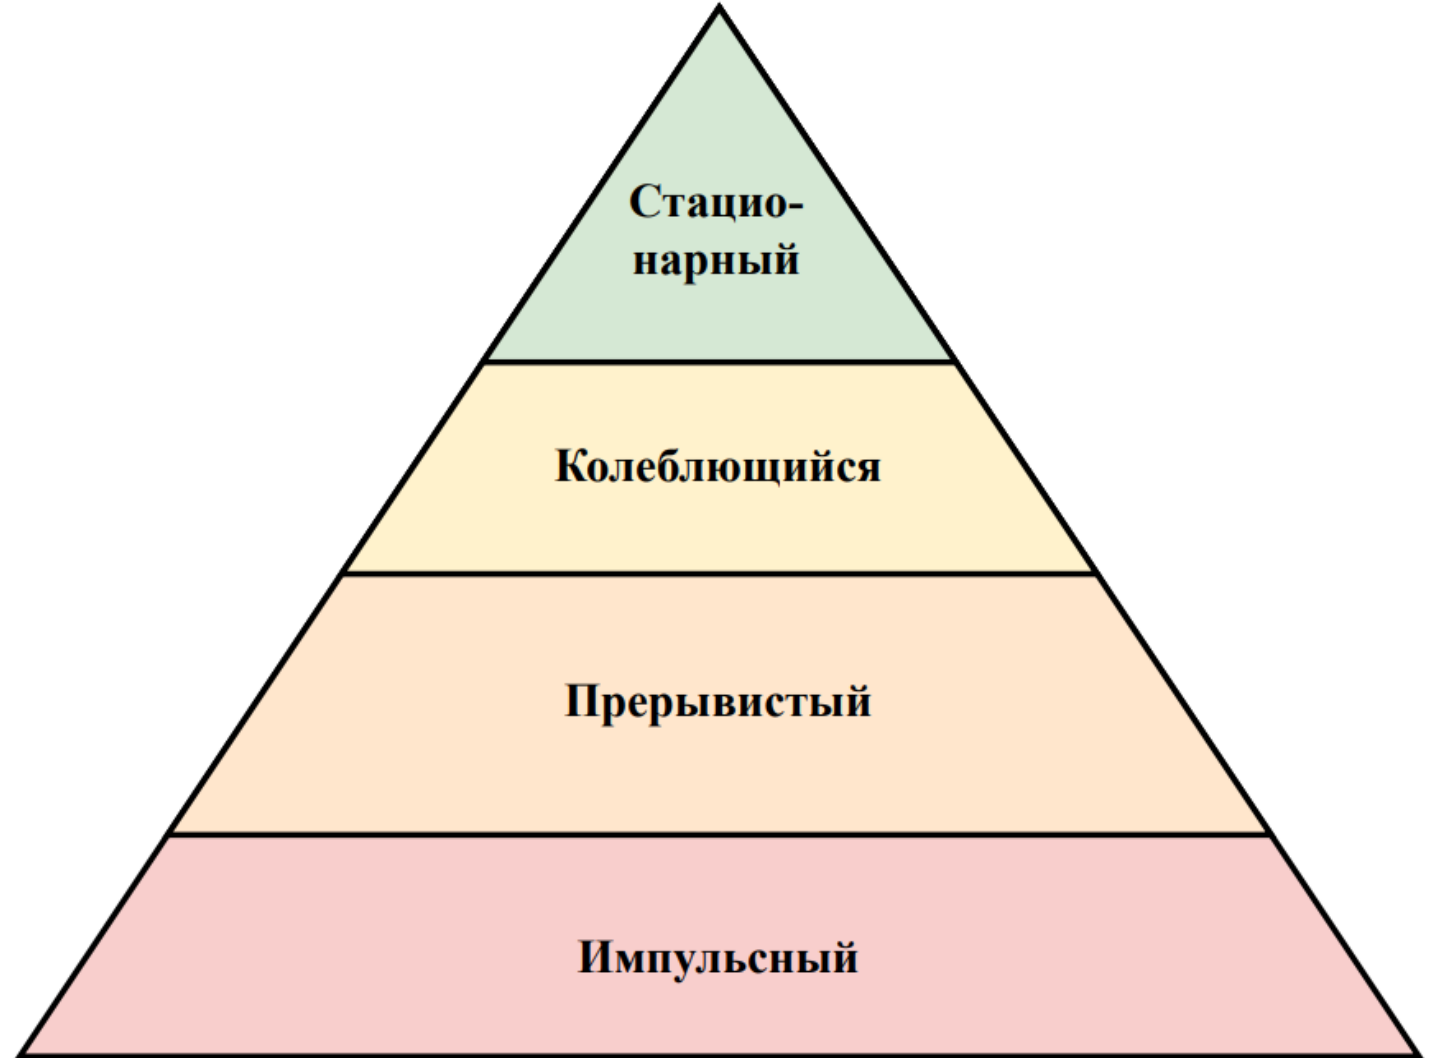 Стацио-
нарный
Колеблющийся
Прерывистый
Импульсный